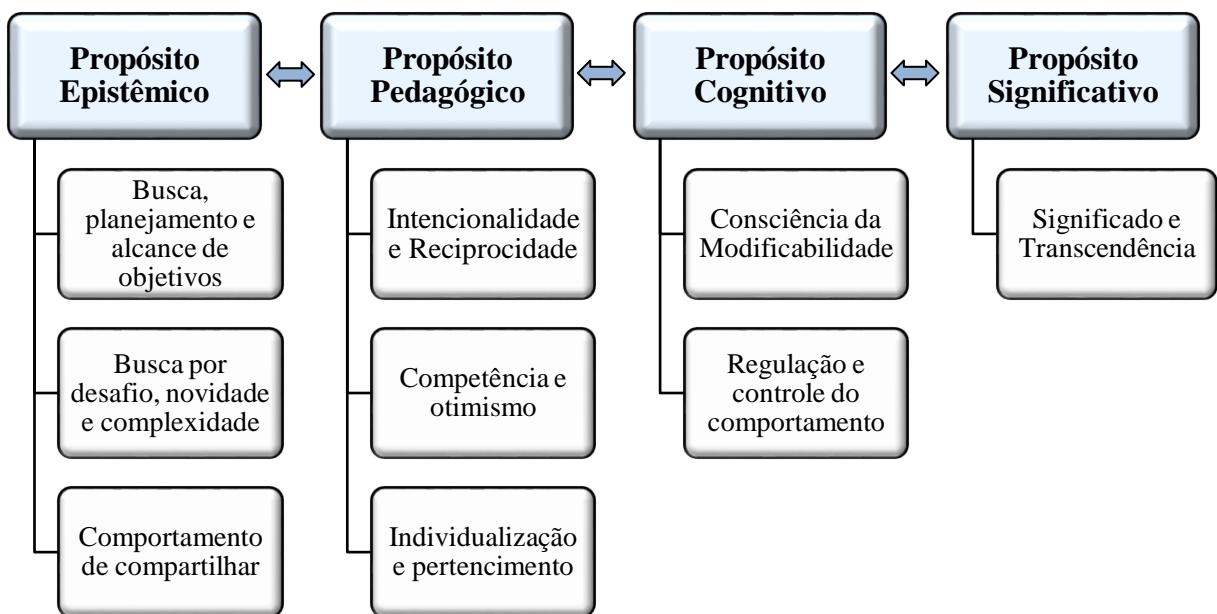 Propósito
Epistêmico
Busca,
planejamento e
alcance de
objetivos
Busca por
desafio, novidade
e complexidade
Comportamento
de compartilhar
Propósito
Pedagógico
Intencionalidade
e Reciprocidade
Competência e
otimismo
Individualização
e pertencimento
Propósito
Cognitivo
Consciência da
Modificabilidade
Regulação e
controle do
comportamento
Propósito
Significativo
Significado e
Transcendência